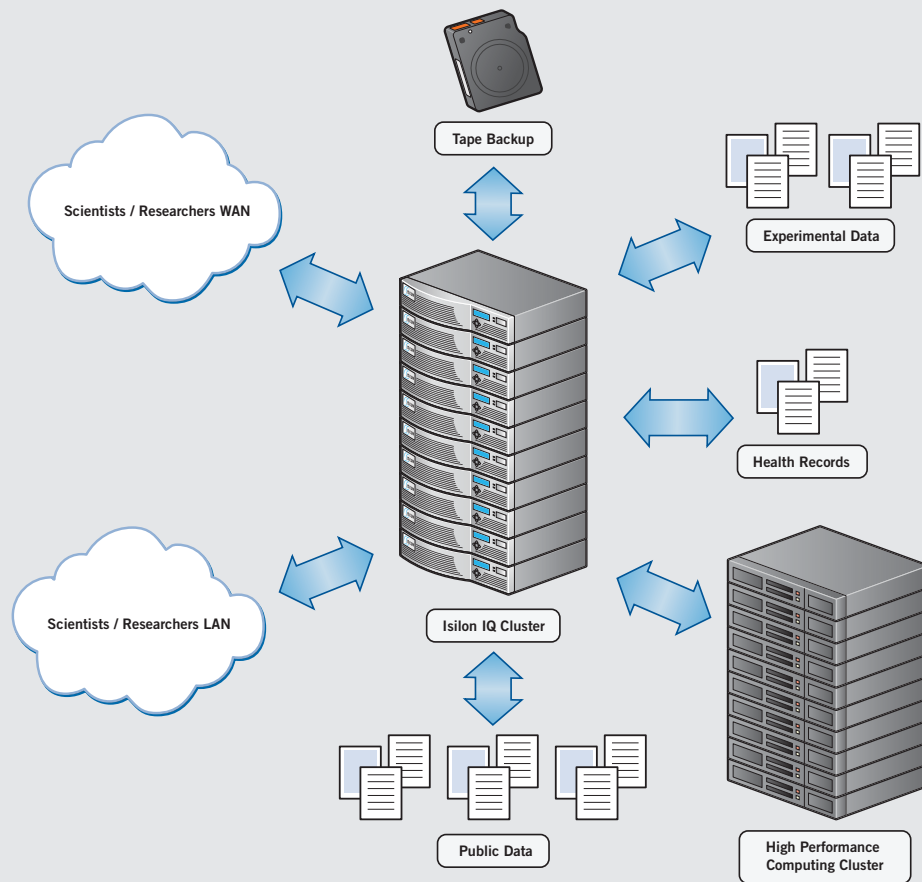 Tape Backup
Scientists / Researchers WAN
Experimental Data
Health Records
Scientists / Researchers LAN
Isilon IQ Cluster
Public Data
High Performance
Computing Cluster